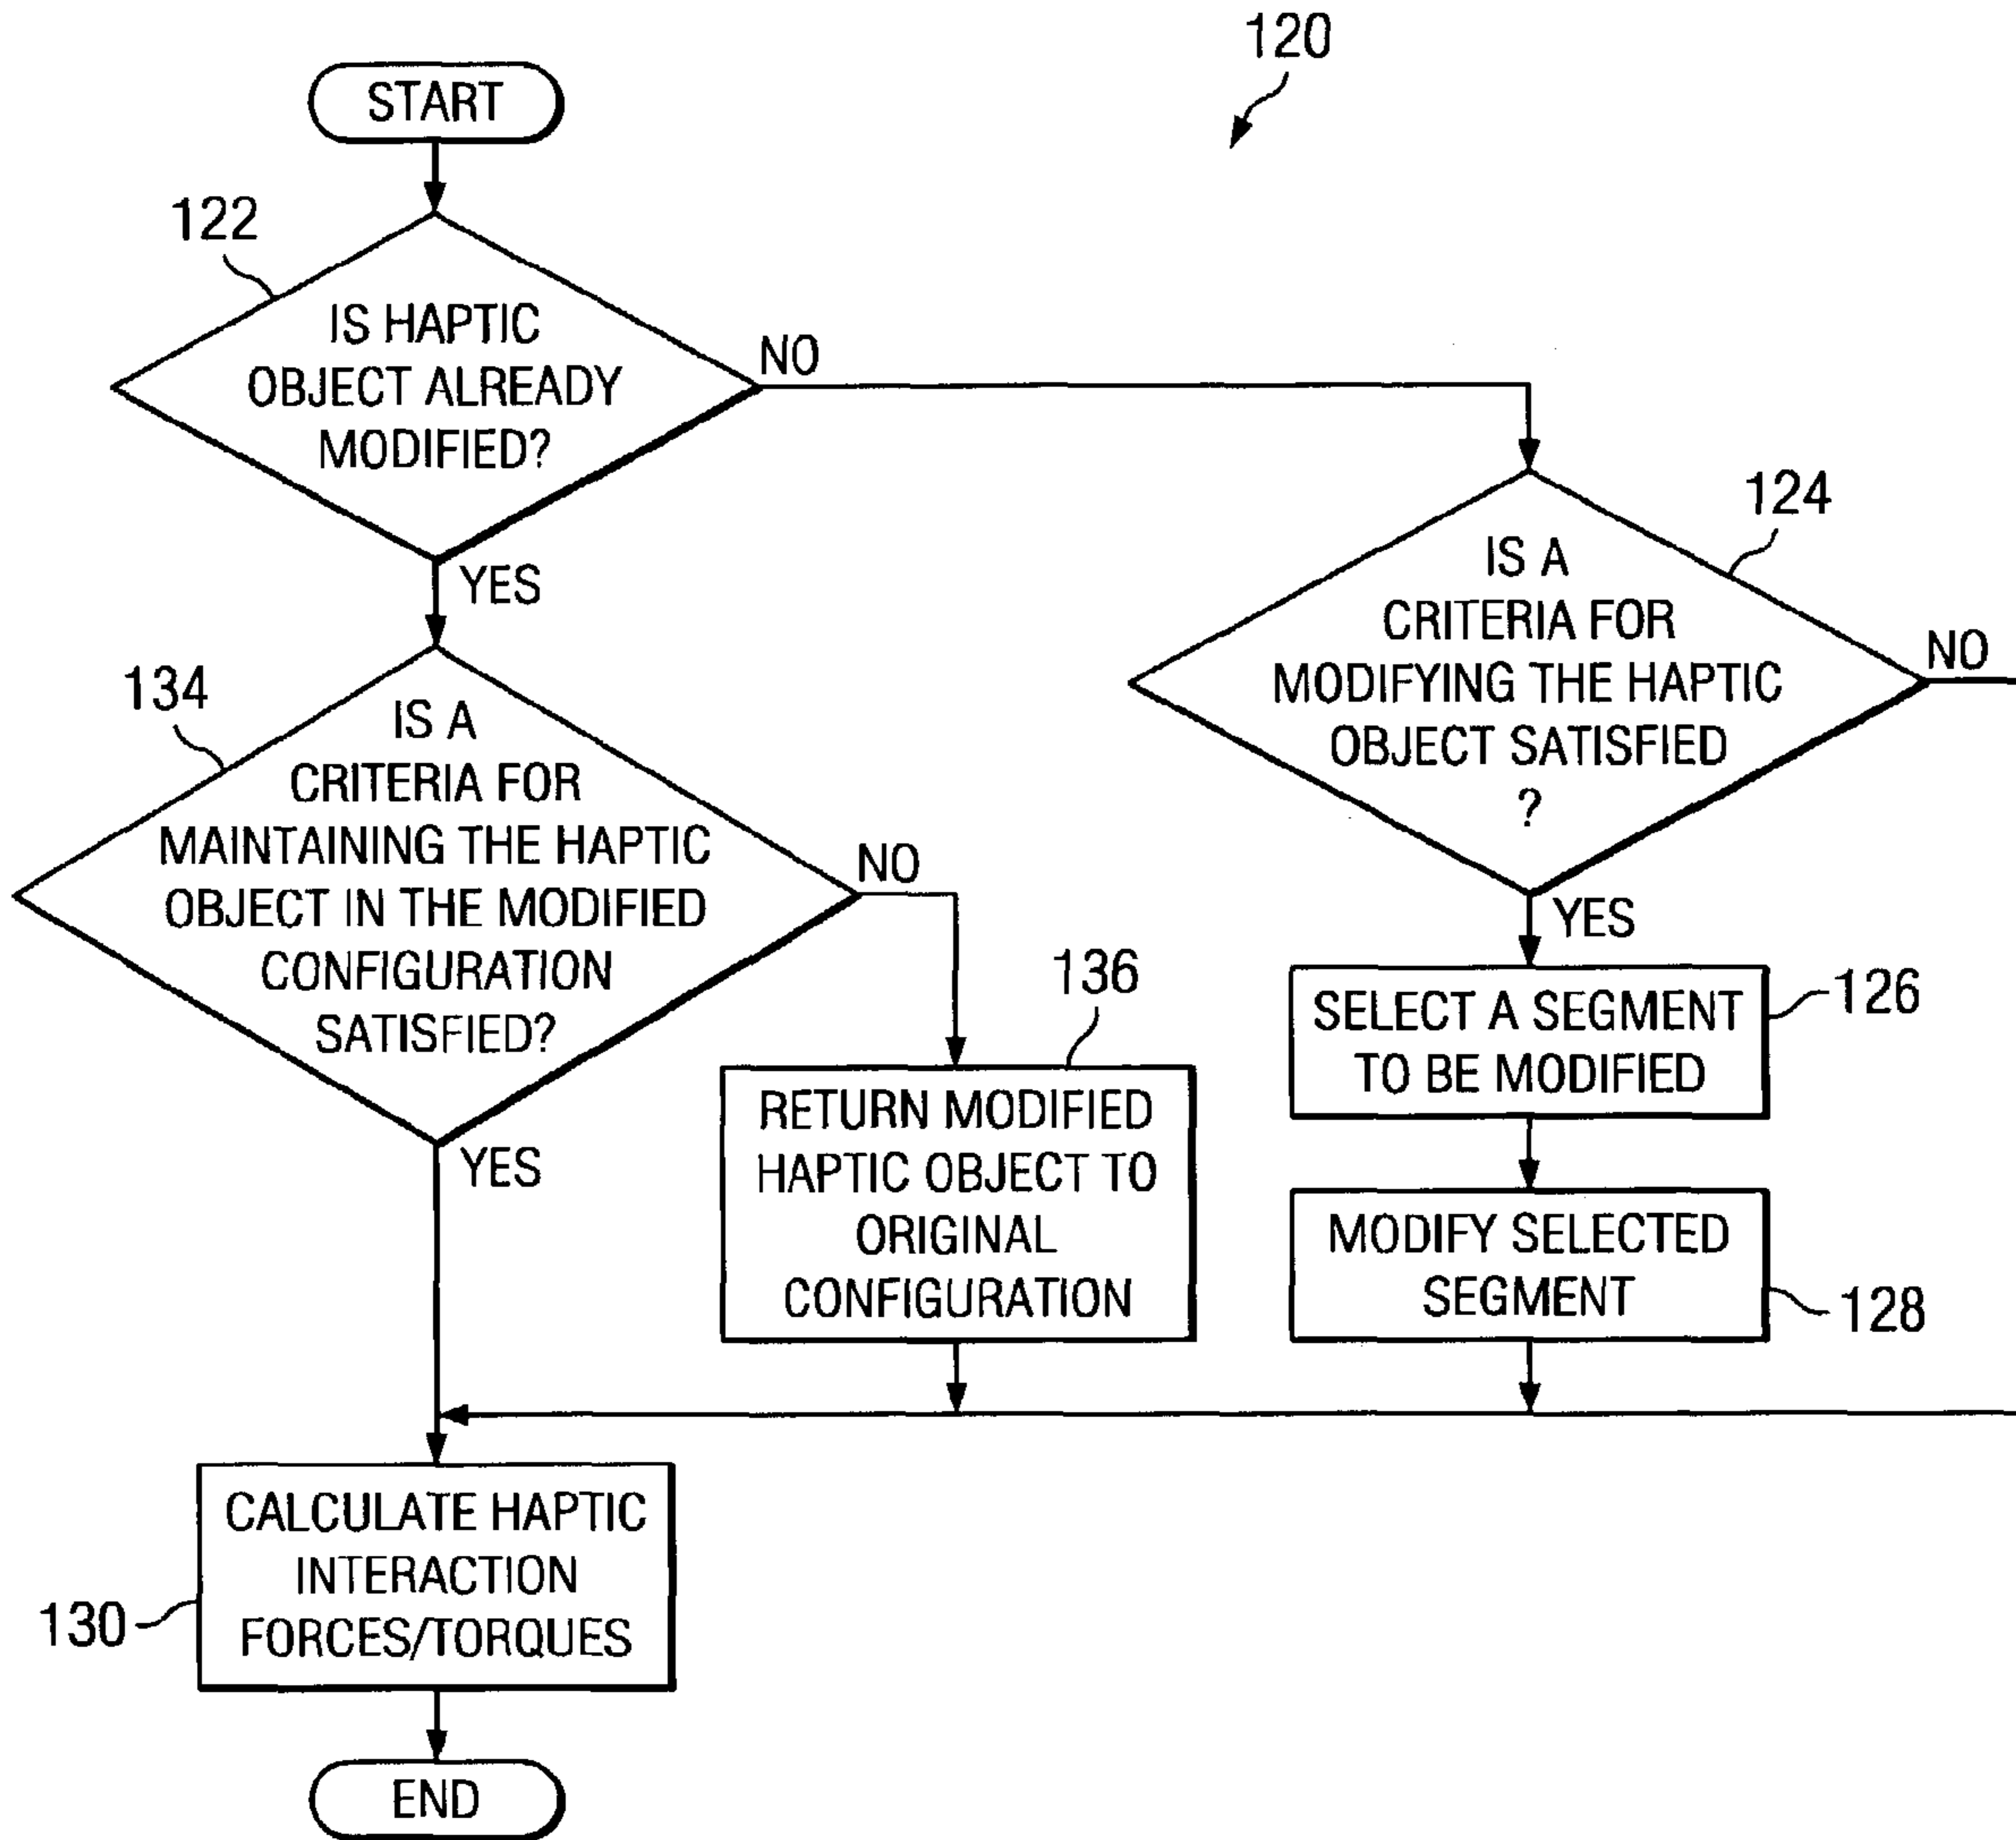 120
START
122
IS HAPTIC
OBJECT ALREADY
MODIFIED?
NO
YES
124
IS A
CRITERIA FOR
MODIFYING THE HAPTIC
OBJECT SATISFIED
?
NO
YES
134
IS A
CRITERIA FOR
MAINTAINING THE HAPTIC
OBJECT IN THE MODIFIED
CONFIGURATION
SATISFIED?
NO
YES
136
RETURN MODIFIED
HAPTIC OBJECT TO
ORIGINAL
CONFIGURATION
SELECT A SEGMENT
TO BE MODIFIED
126
MODIFY SELECTED
SEGMENT
128
CALCULATE HAPTIC
INTERACTION
FORCES/TORQUES
130
END